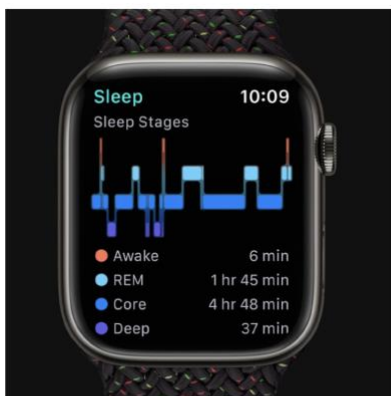 Sleep 10:09
Sleep Stages
Awake 6 min
REM 1 hr 45 min
Core 4 hr 48 min
Deep 37 min